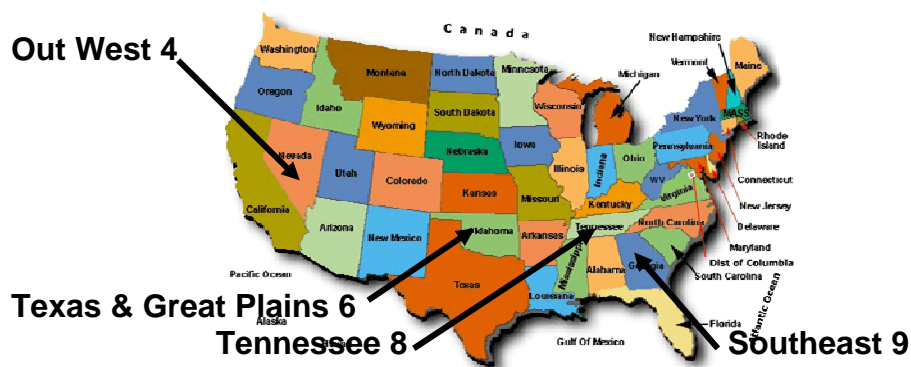 Canada
Out West 4
Washington
Montana
North Dakota
Minnesota
Michigan
New Hampshire
Vermont
Maine
Oregon
Idaho
South Dakota
Wisconsin
New York
MASS
Rhode Island
Wyoming
Nebraska
Iowa
Pennsylvania
Nevada
Utah
Colorado
Kansas
Illinois
Indiana
Ohio
Connecticut
California
Missouri
Kentucky
WV
Virginia
New Jersey
Arizona
New Mexico
Oklahoma
Arkansas
Tennessee
North Carolina
Delaware
Maryland
Dist of Columbia
South Carolina
Pacific Ocean
Texas
Mississippi
Alabama
Georgia
Atlantic Ocean
Louisiana
Texas & Great Plains 6
Alaska
Florida
Tennessee 8
Gulf Of Mexico
Southeast 9